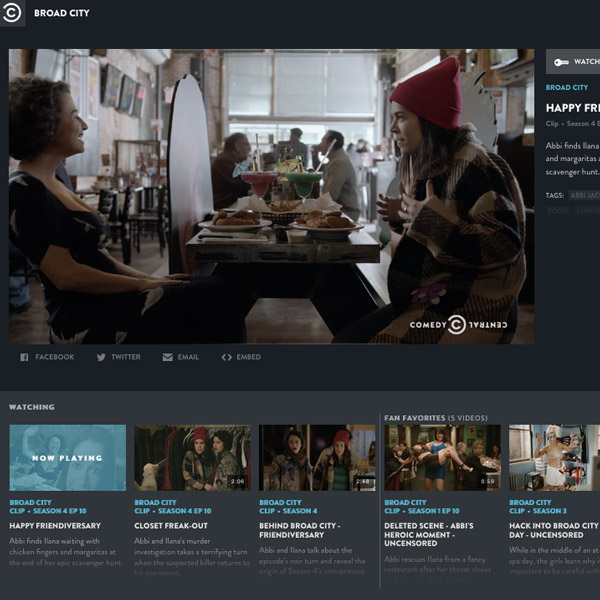 BROAD CITY
WATCH
BROAD CITY
HAPPY FRI
Clip • Season 4 E
Abbi finds Ilana
and margaritas a
scavenger hunt.
TAGS: ABBI JAC
FOOD
COMEDY CENTRAL
FACEBOOK TWITTER EMAIL EMBED
WATCHING
FAN FAVORITES (5 VIDEOS)
NOW PLAYING
2:06
2:48
0:59
BROAD CITY
CLIP • SEASON 4 EP 10
HAPPY FRIENDIVERSARY
Abbi finds Ilana waiting with
chicken fingers and margaritas at
the end of her epic scavenger hunt.
BROAD CITY
CLIP • SEASON 4 EP 10
CLOSET FREAK-OUT
Abbi and Ilana's murder
investigation takes a terrifying turn
when the suspected killer returns to
his apartment.
BROAD CITY
CLIP • SEASON 4
BEHIND BROAD CITY -
FRIENDIVERSARY
Abbi and Ilana talk about the
episode's noir turn and reveal the
origin of Season 4's omnipresent
BROAD CITY
CLIP • SEASON 1 EP 10
DELETED SCENE - ABBI'S
HEROIC MOMENT -
UNCENSORED
Abbi rescues Ilana from a fancy
restaurant after her throat closes
BROAD CITY
CLIP • SEASON 3
HACK INTO BROAD CITY
DAY - UNCENSORED
While in the middle of an at
spa day, the girls learn why i
important to be careful with